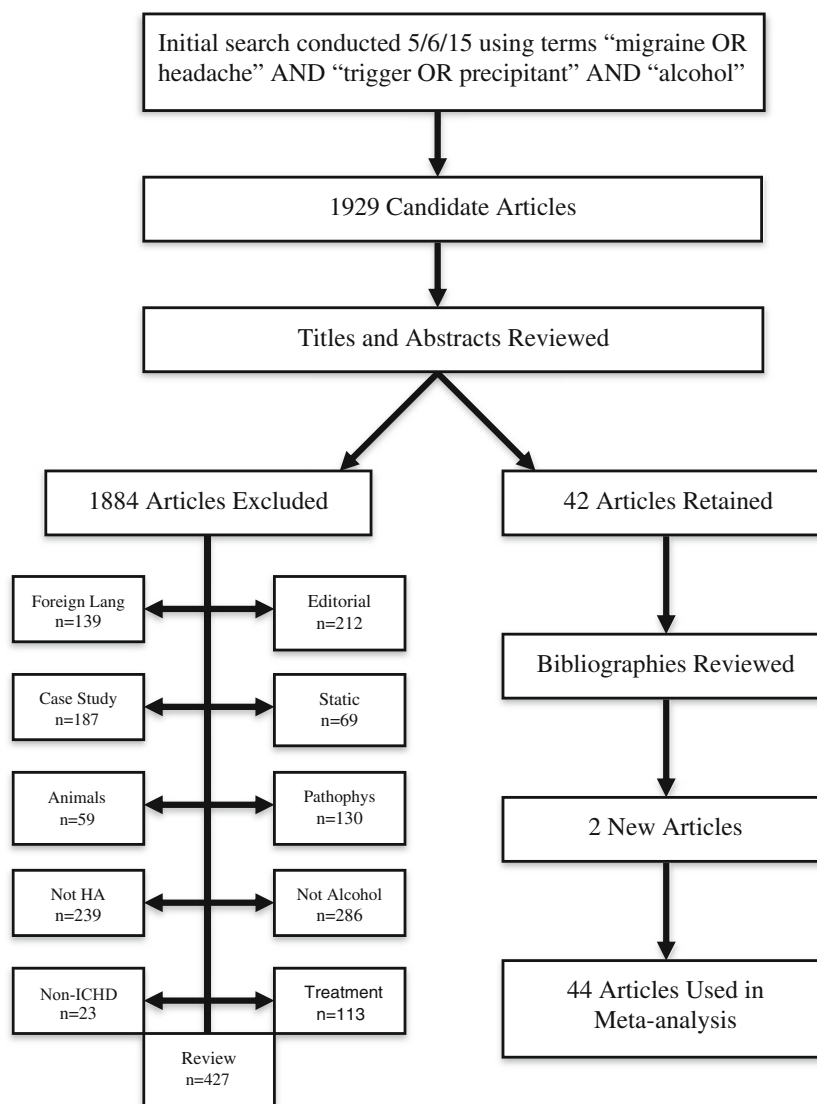 Initial search conducted 5/6/15 using terms “migraine OR
headache” AND “trigger OR precipitant” AND “alcohol”
1929 Candidate Articles
Titles and Abstracts Reviewed
1884 Articles Excluded
42 Articles Retained
Foreign Lang
n=139
Editorial
n=212
Case Study
n=187
Static
n=69
Animals
n=59
Pathophys
n=130
Not HA
n=239
Not Alcohol
n=286
Non-ICHD
n=23
Treatment
n=113
Review
n=427
Bibliographies Reviewed
2 New Articles
44 Articles Used in
Meta-analysis